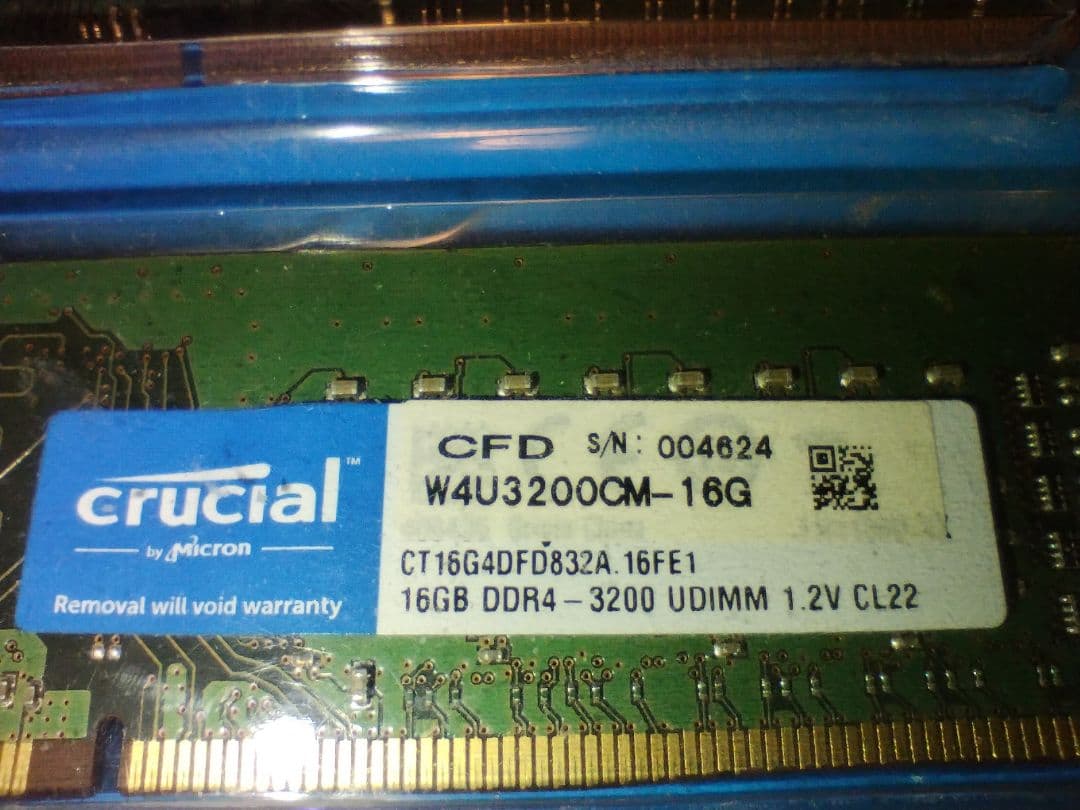 crucial™
by Micron
Removal will void warranty
CFD S/N: 004624
W4U3200CM-16G
CT16G4DFD832A.16FE1
16GB DDR4-3200 UDIMM 1.2V CL22